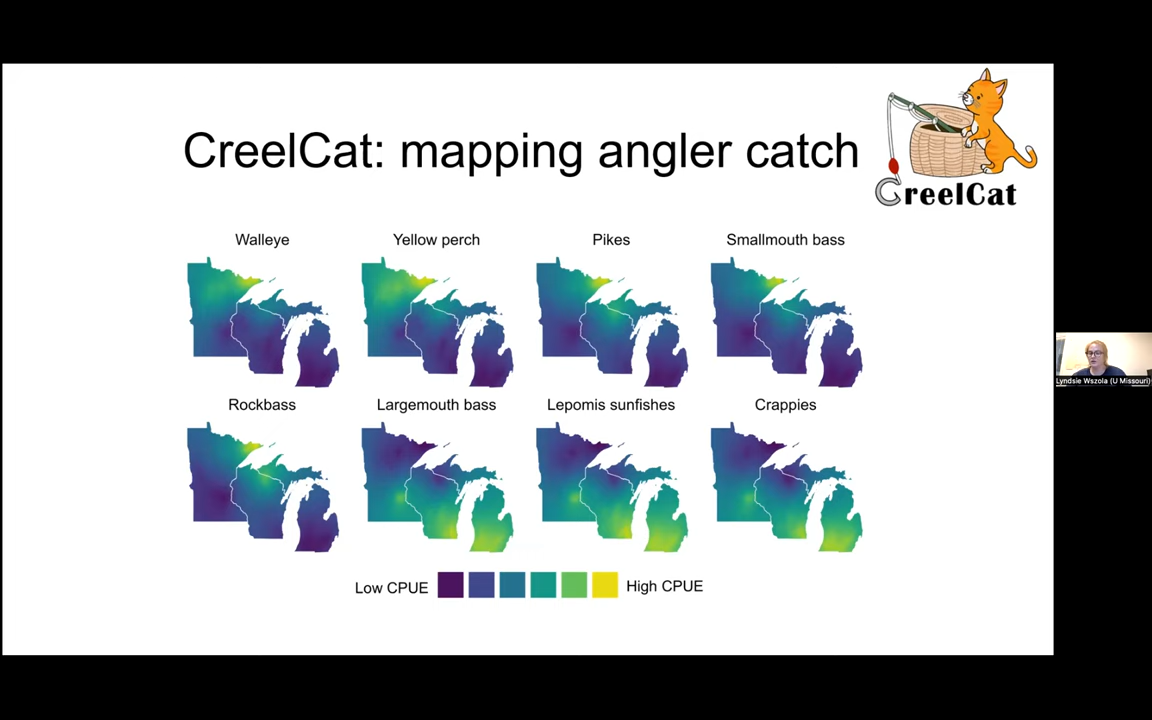 CreelCat: mapping angler catch
CreelCat
Walleye
Yellow perch
Pikes
Smallmouth bass
Rockbass
Largemouth bass
Lepomis sunfishes
Crappies
Low CPUE
High CPUE
Lyndsie Wszola (U Missouri)